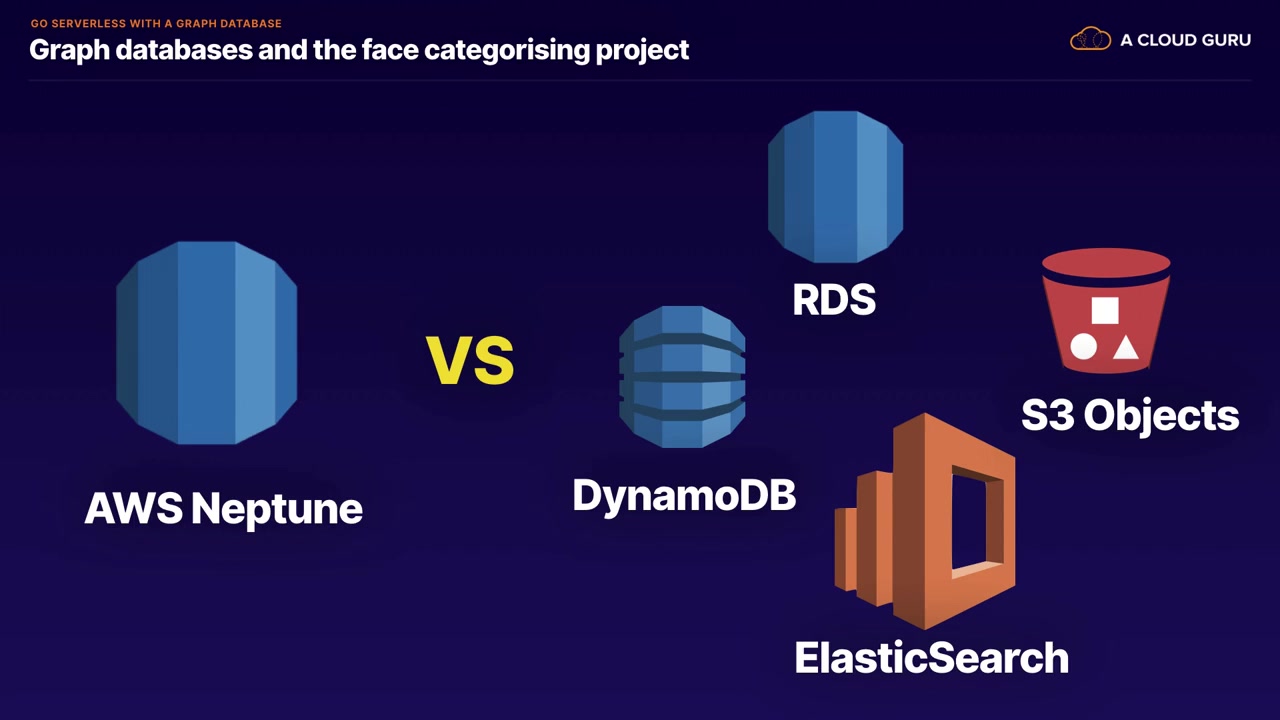 GO SERVERLESS WITH A GRAPH DATABASE
Graph databases and the face categorising project
A CLOUD GURU
AWS Neptune
VS
DynamoDB
RDS
S3 Objects
ElasticSearch